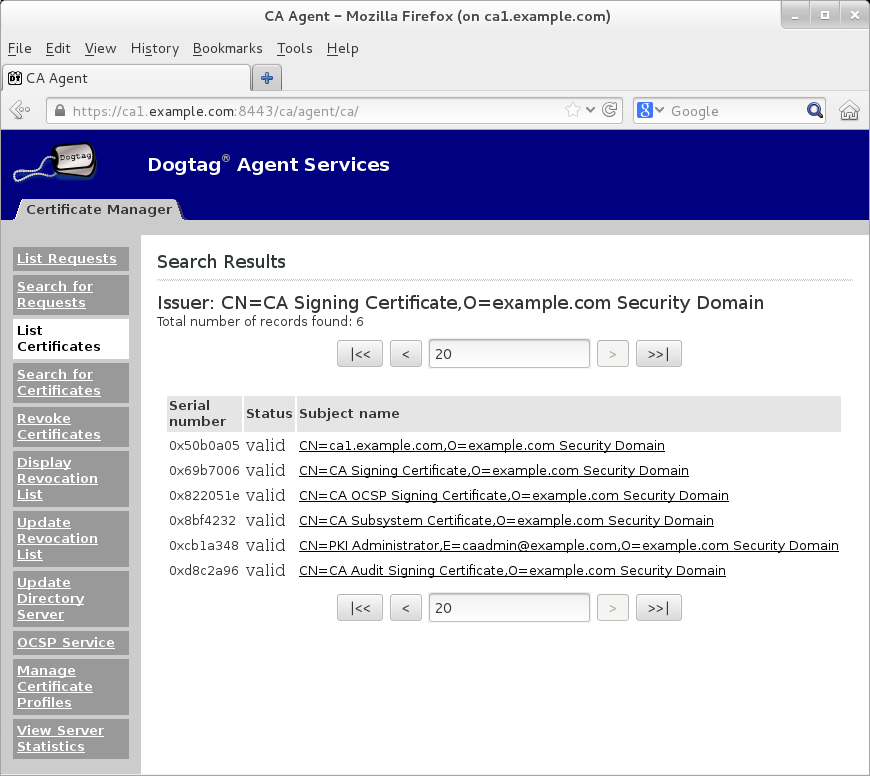 CA Agent – Mozilla Firefox (on ca1.example.com)
File Edit View History Bookmarks Tools Help
CA Agent
https://ca1.example.com:8443/ca/agent/ca/
Google
Dogtag
Dogtag® Agent Services
Certificate Manager
List Requests
Search for
Requests
List
Certificates
Search for
Certificates
Revoke
Certificates
Display
Revocation
List
Update
Revocation
List
Update
Directory
Server
OCSP Service
Manage
Certificate
Profiles
View Server
Statistics
Search Results
Issuer: CN=CA Signing Certificate,O=example.com Security Domain
Total number of records found: 6
|<< < 20 > >>|
Serial
number Status Subject name
0x50b0a05 valid CN=ca1.example.com,O=example.com Security Domain
0x69b7006 valid CN=CA Signing Certificate,O=example.com Security Domain
0x822051e valid CN=CA OCSP Signing Certificate,O=example.com Security Domain
0x8bf4232 valid CN=CA Subsystem Certificate,O=example.com Security Domain
0xcb1a348 valid CN=PKI Administrator,E=caadmin@example.com,O=example.com Security Domain
0xd8c2a96 valid CN=CA Audit Signing Certificate,O=example.com Security Domain
|<< < 20 > >>|